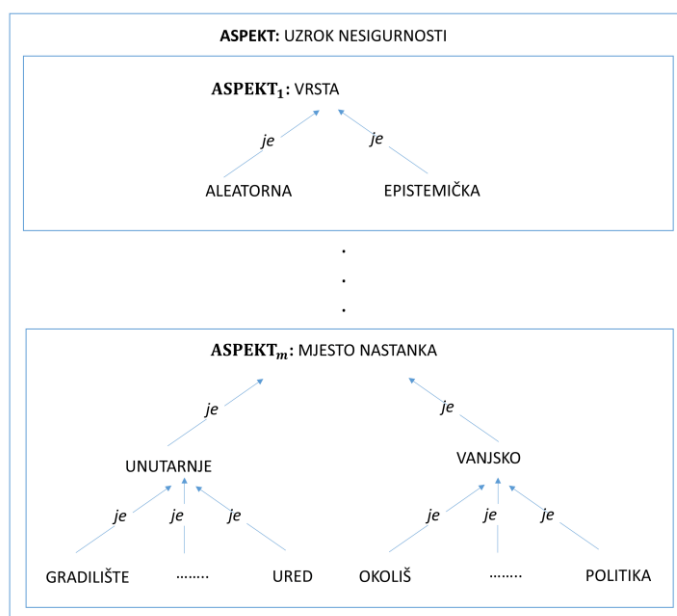 ASPEKT: UZROK NESIGURNOSTI
ASPEKT₁: VRSTA
je je
ALEATORNA EPISTEMIČKA
.
.
.
ASPEKTₘ: MJESTO NASTANKA
je je
UNUTARNJE VANJSKO
je je je je je je
GRADILIŠTE ........ URED OKOLIŠ ........ POLITIKA